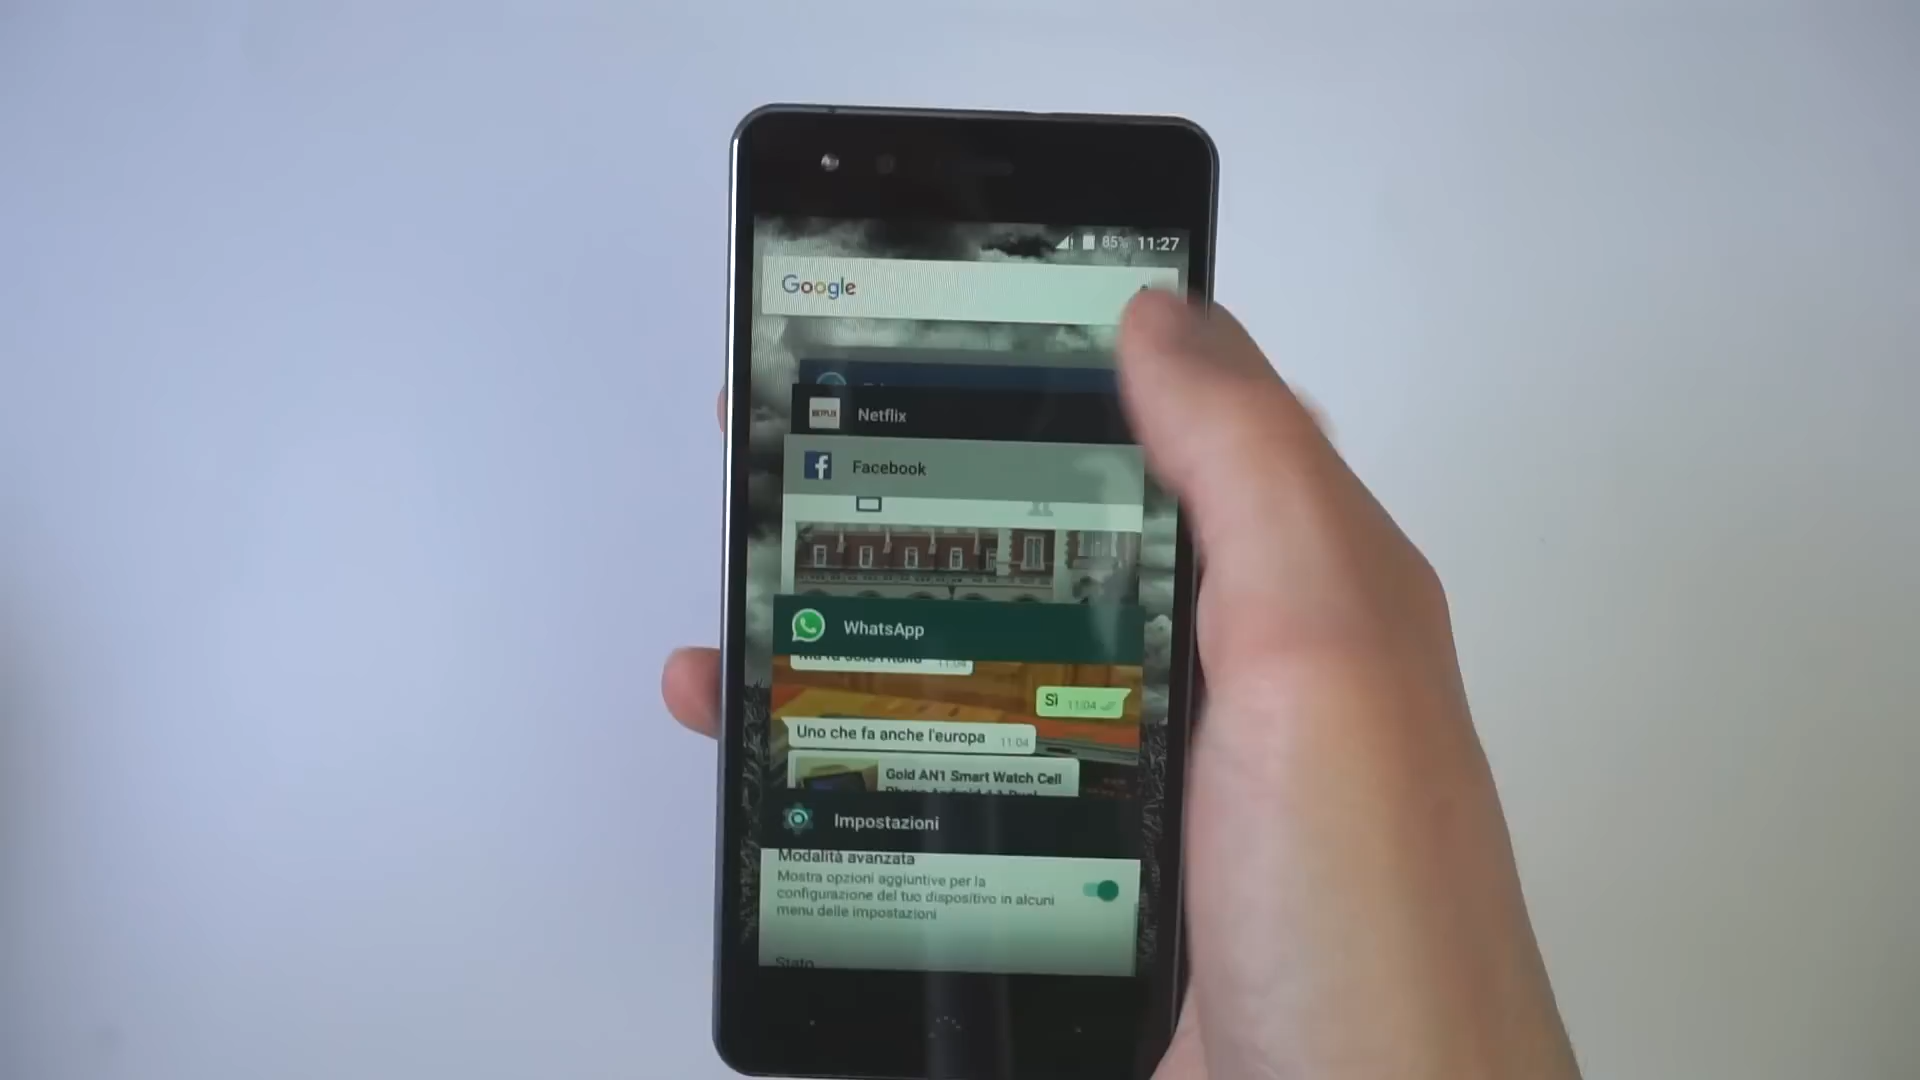 85% 11:27
Google
Netflix
Facebook
WhatsApp
11:04
Sì 11:04
Uno che fa anche l'europa 11:04
Gold AN1 Smart Watch Cell
Impostazioni
Modalità avanzata
Mostra opzioni aggiuntive per la
configurazione del tuo dispositivo in alcuni
menu delle impostazioni
Stato